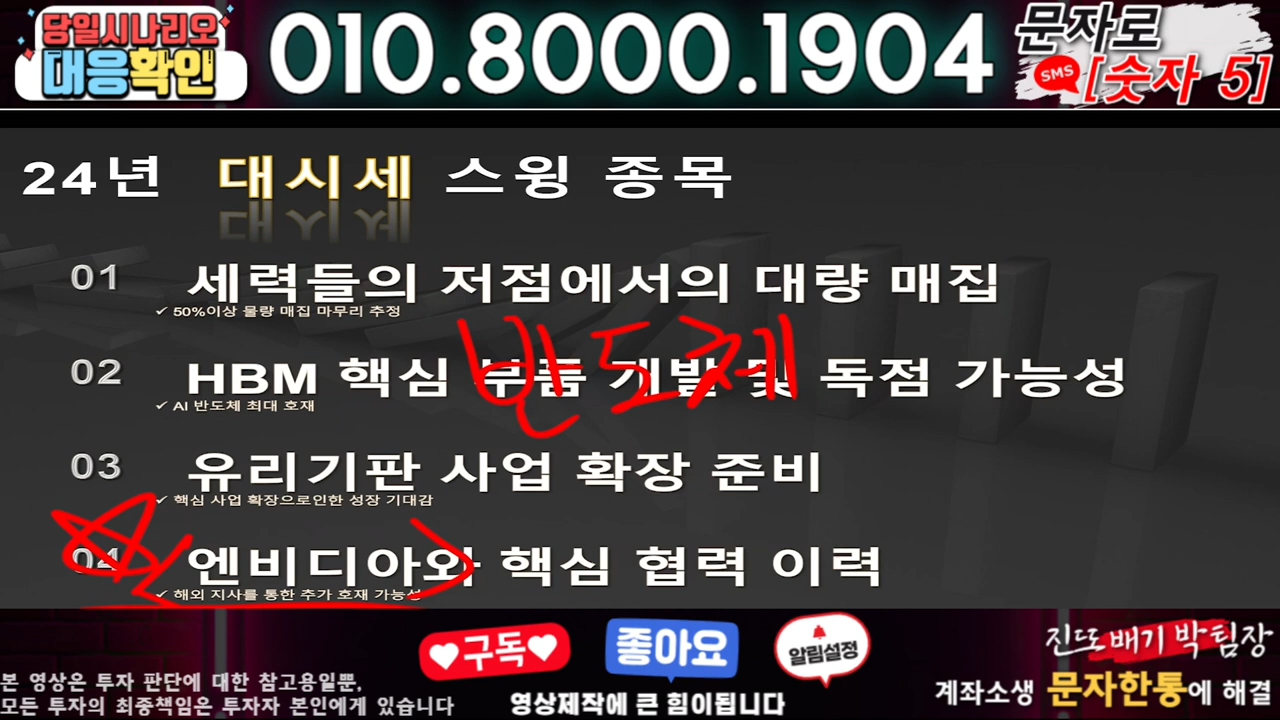 당일시나리오
대응확인
010.8000.1904
문자로
SMS [숫자 5]
24년 대시세 스윙 종목
01 세력들의 저점에서의 대량 매집
✓ 50%이상 물량 매집 마무리 추정
02 HBM 핵심 부품 개발 및 독점 가능성
반도체
✓ AI 반도체 최대 호재
03 유리기판 사업 확장 준비
✓ 핵심 사업 확장으로인한 성장 기대감
04 엔비디아와 핵심 협력 이력
✓ 해외 지사를 통한 추가 호재 가능성
구독 좋아요 알림설정
영상제작에 큰 힘이됩니다
본 영상은 투자 판단에 대한 참고용일뿐,
모든 투자의 최종책임은 투자자 본인에게 있습니다
진또배기 박팀장
계좌소생 문자한통에 해결